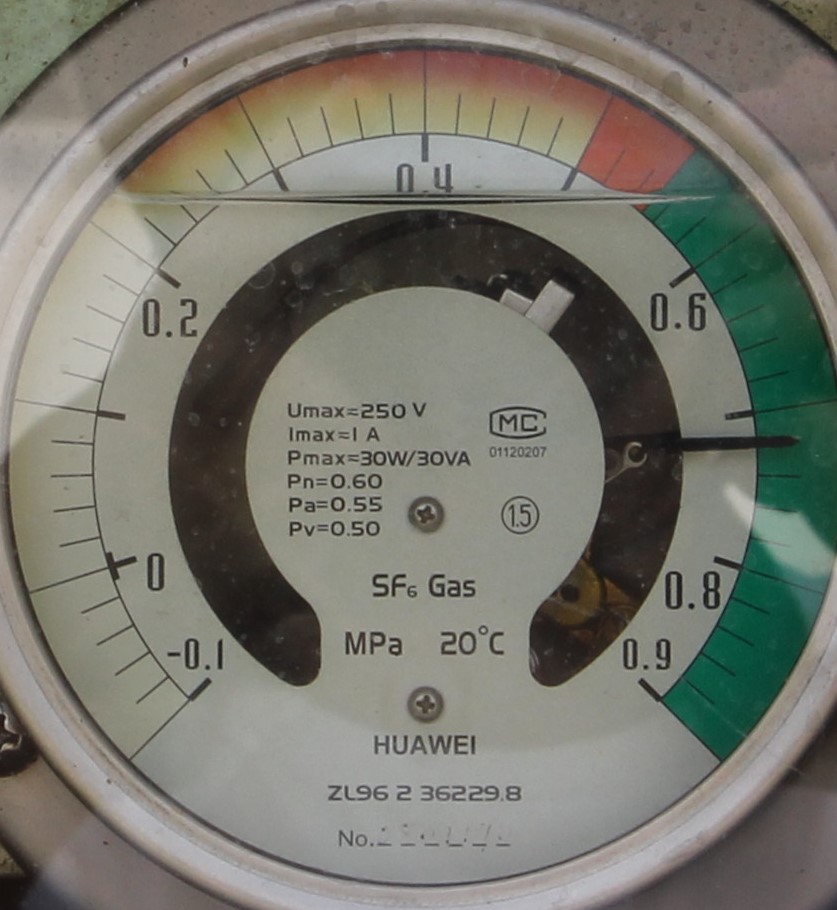 0.4
0.2
0.6
Umax≈250 V
Imax≈1 A
Pmax≈30W/30VA
Pn=0.60
Pa=0.55
Pv=0.50
MC
01120207
1.5
0
0.8
SF₆ Gas
-0.1
MPa 20°C
0.9
HUAWEI
ZL96 2 36229.8
No.